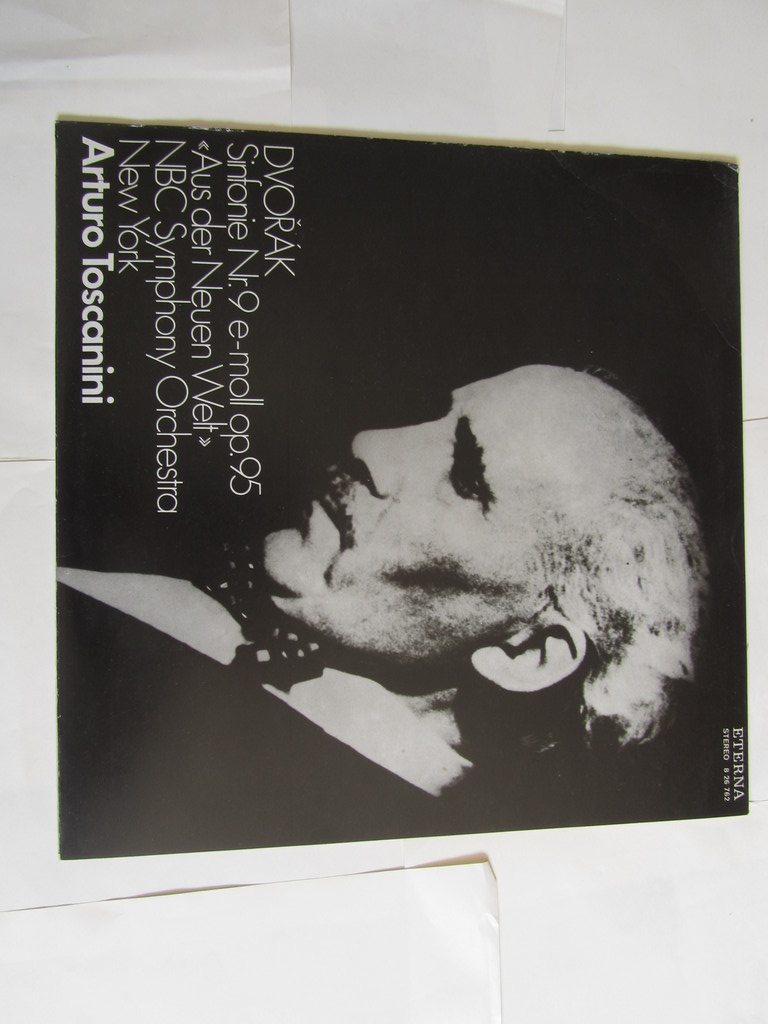 ETERNA
STEREO 8 26 762
DVOŘÁK
Sinfonie Nr. 9 e-moll op. 95
«Aus der Neuen Welt»
NBC Symphony Orchestra
New York
Arturo Toscanini